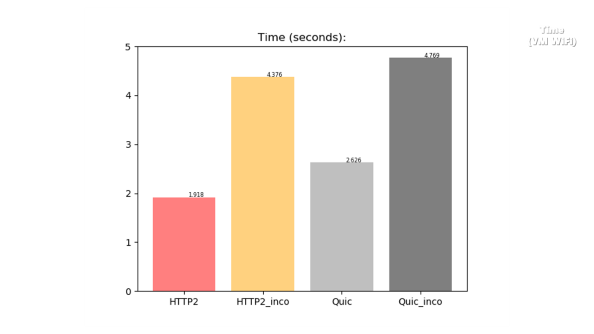 Time (seconds):
Time
(VM WiFi)
5
4
3
2
1
0
1.918
4.376
2.626
4.769
HTTP2
HTTP2_inco
Quic
Quic_inco